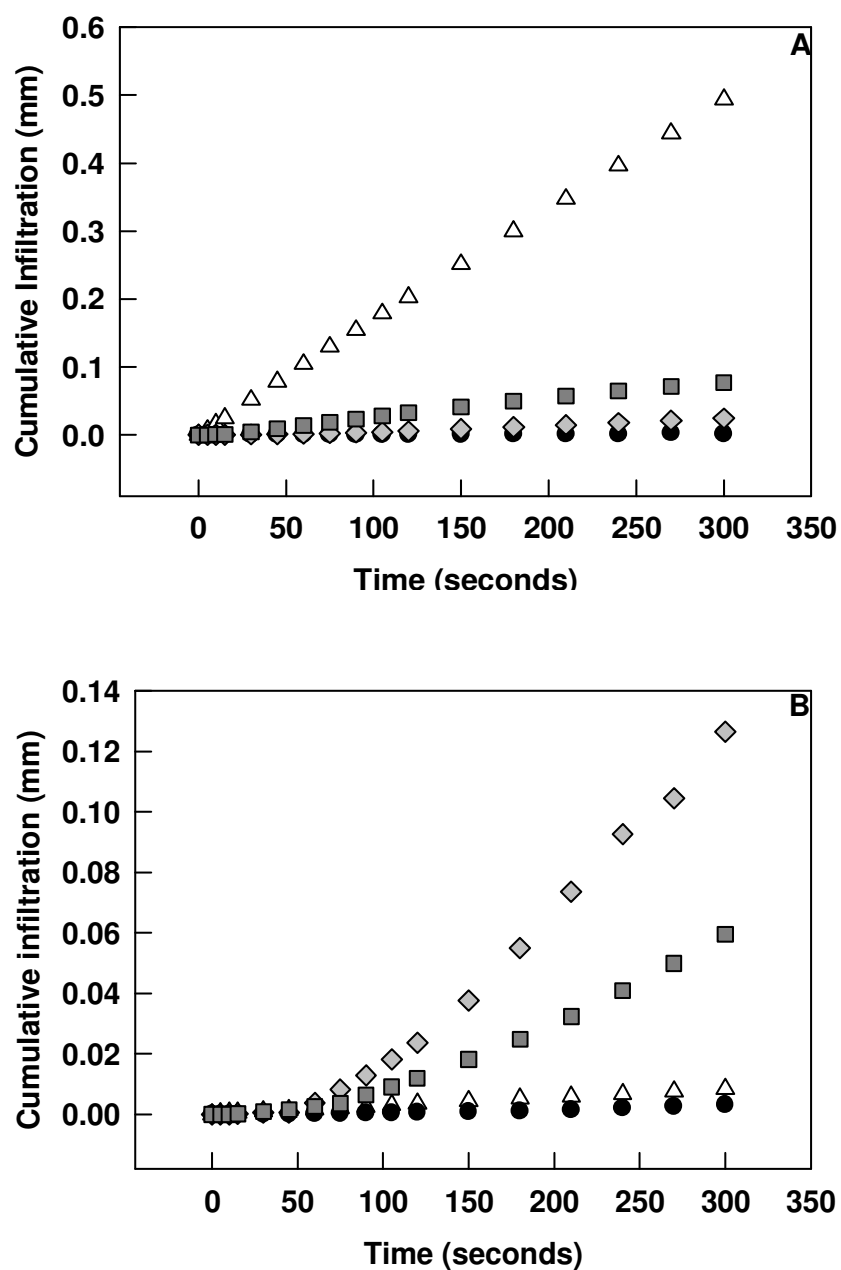 A
Cumulative Infiltration (mm)
0.6
0.5
0.4
0.3
0.2
0.1
0.0
0 50 100 150 200 250 300 350
Time (seconds)
B
Cumulative infiltration (mm)
0.14
0.12
0.10
0.08
0.06
0.04
0.02
0.00
0 50 100 150 200 250 300 350
Time (seconds)